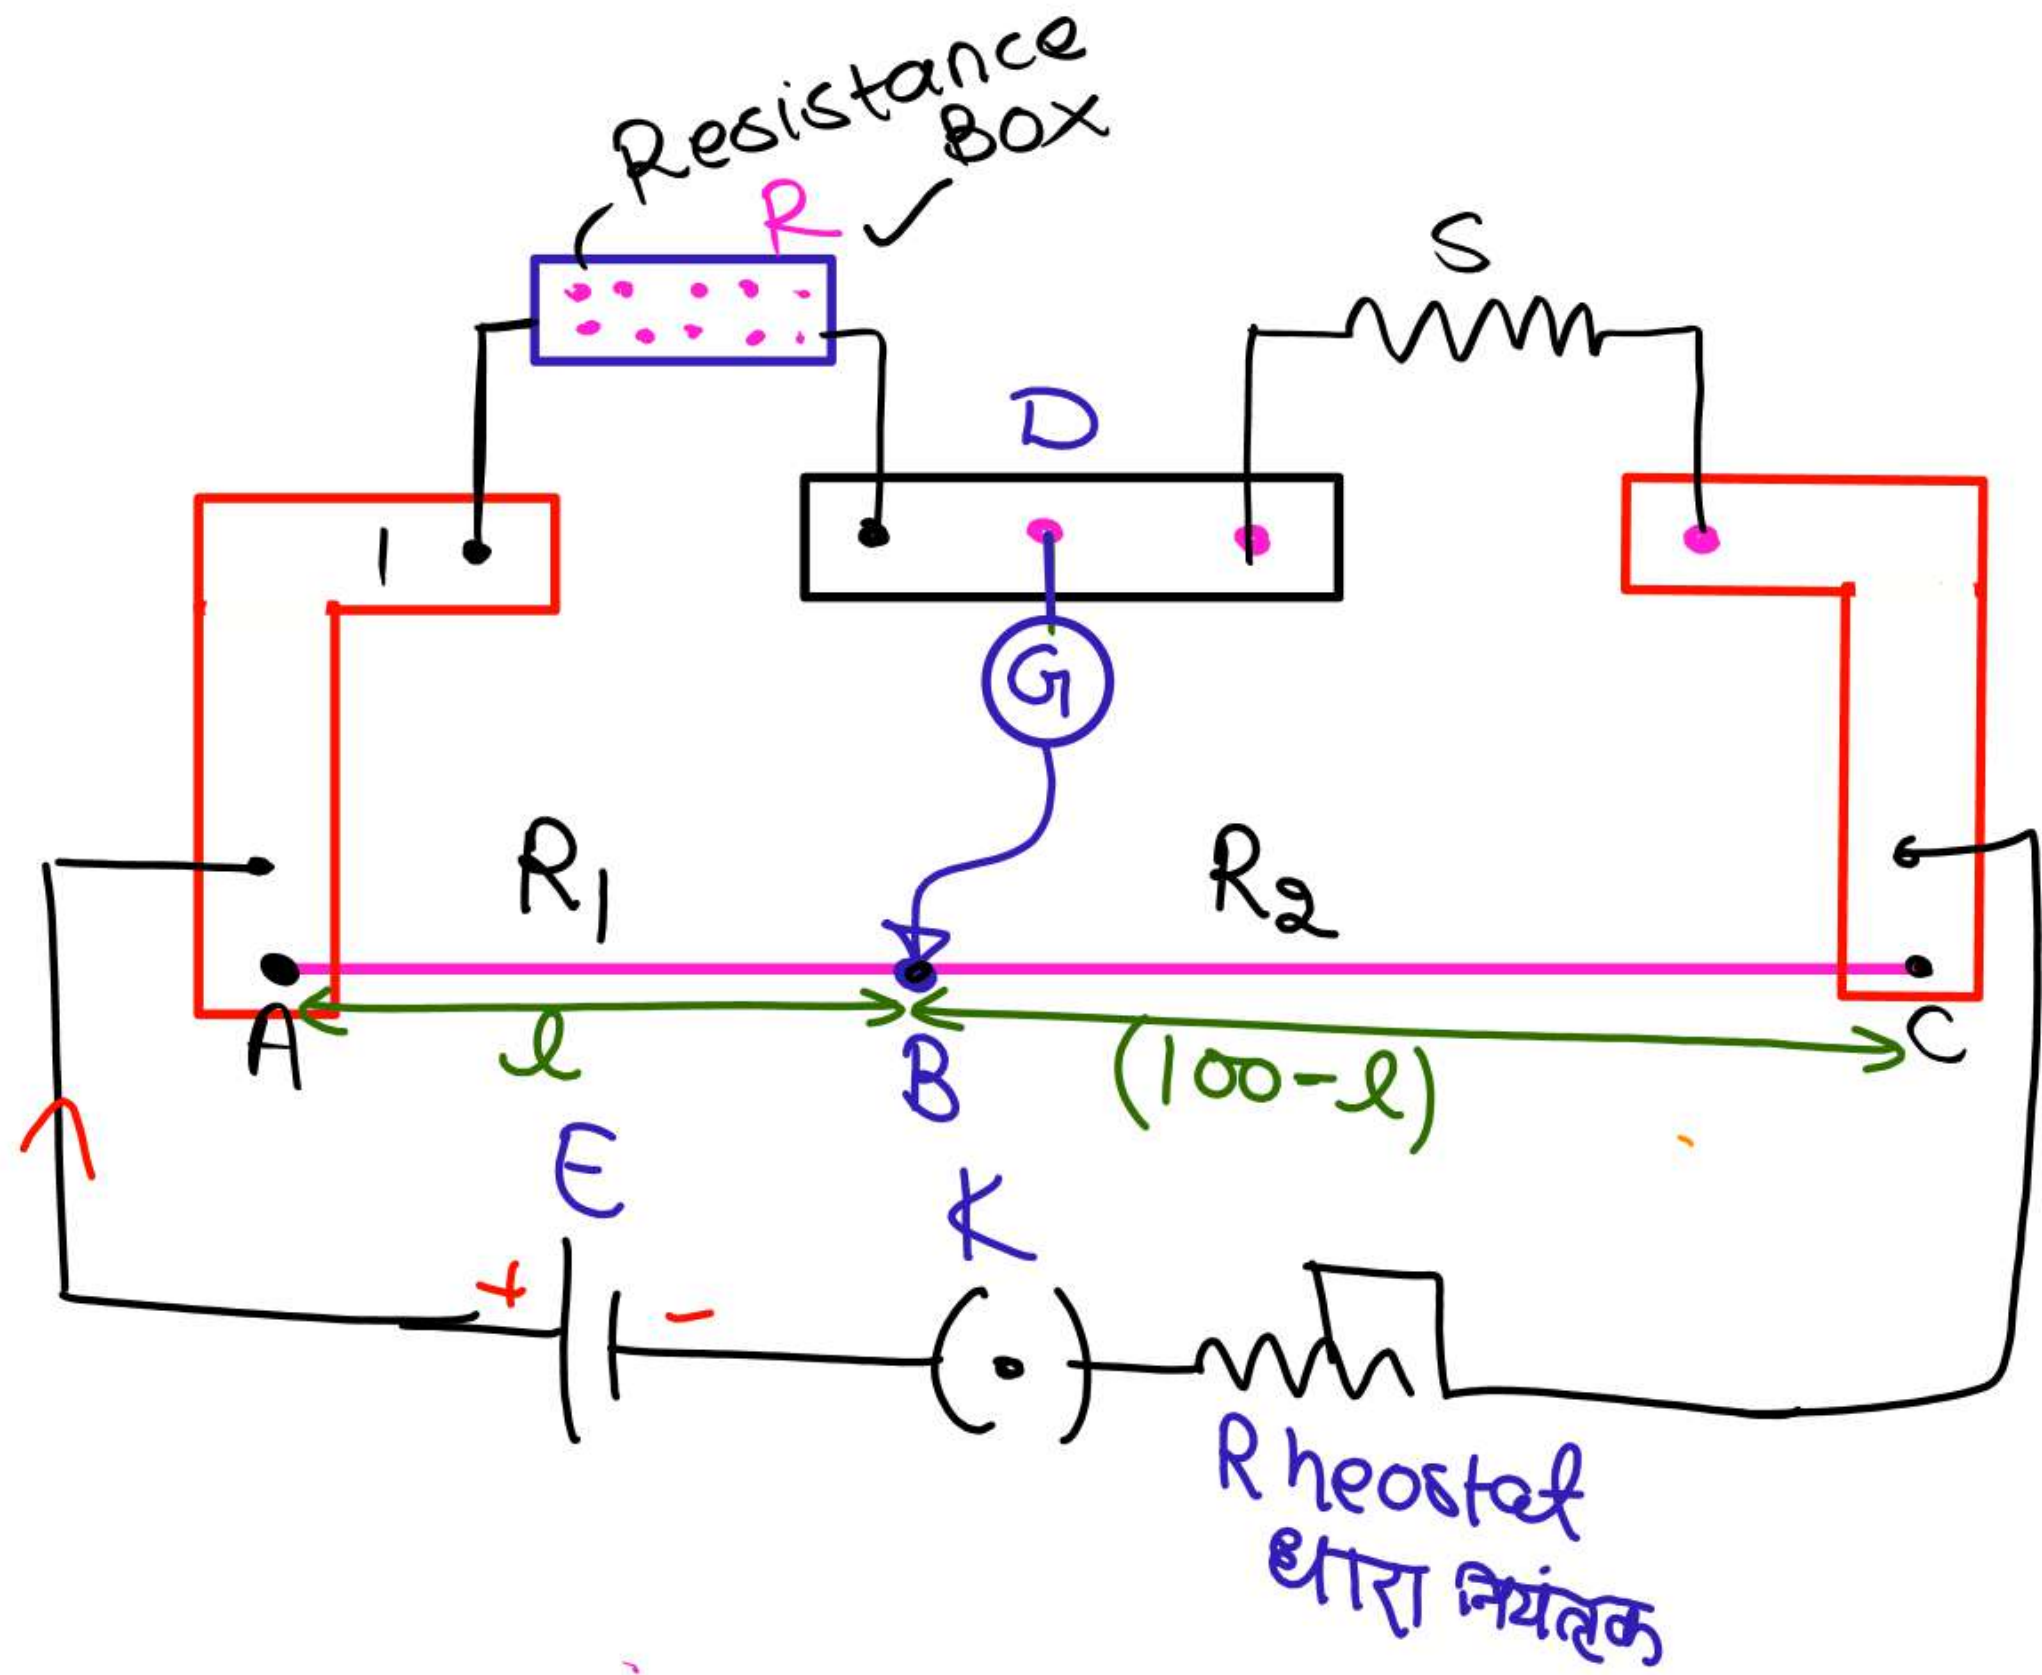 Resistance
Box
R
S
D
1
G
R1
R2
A
l
B
(100-l)
C
E
K
+
-
Rheostat
धारा नियंत्रक